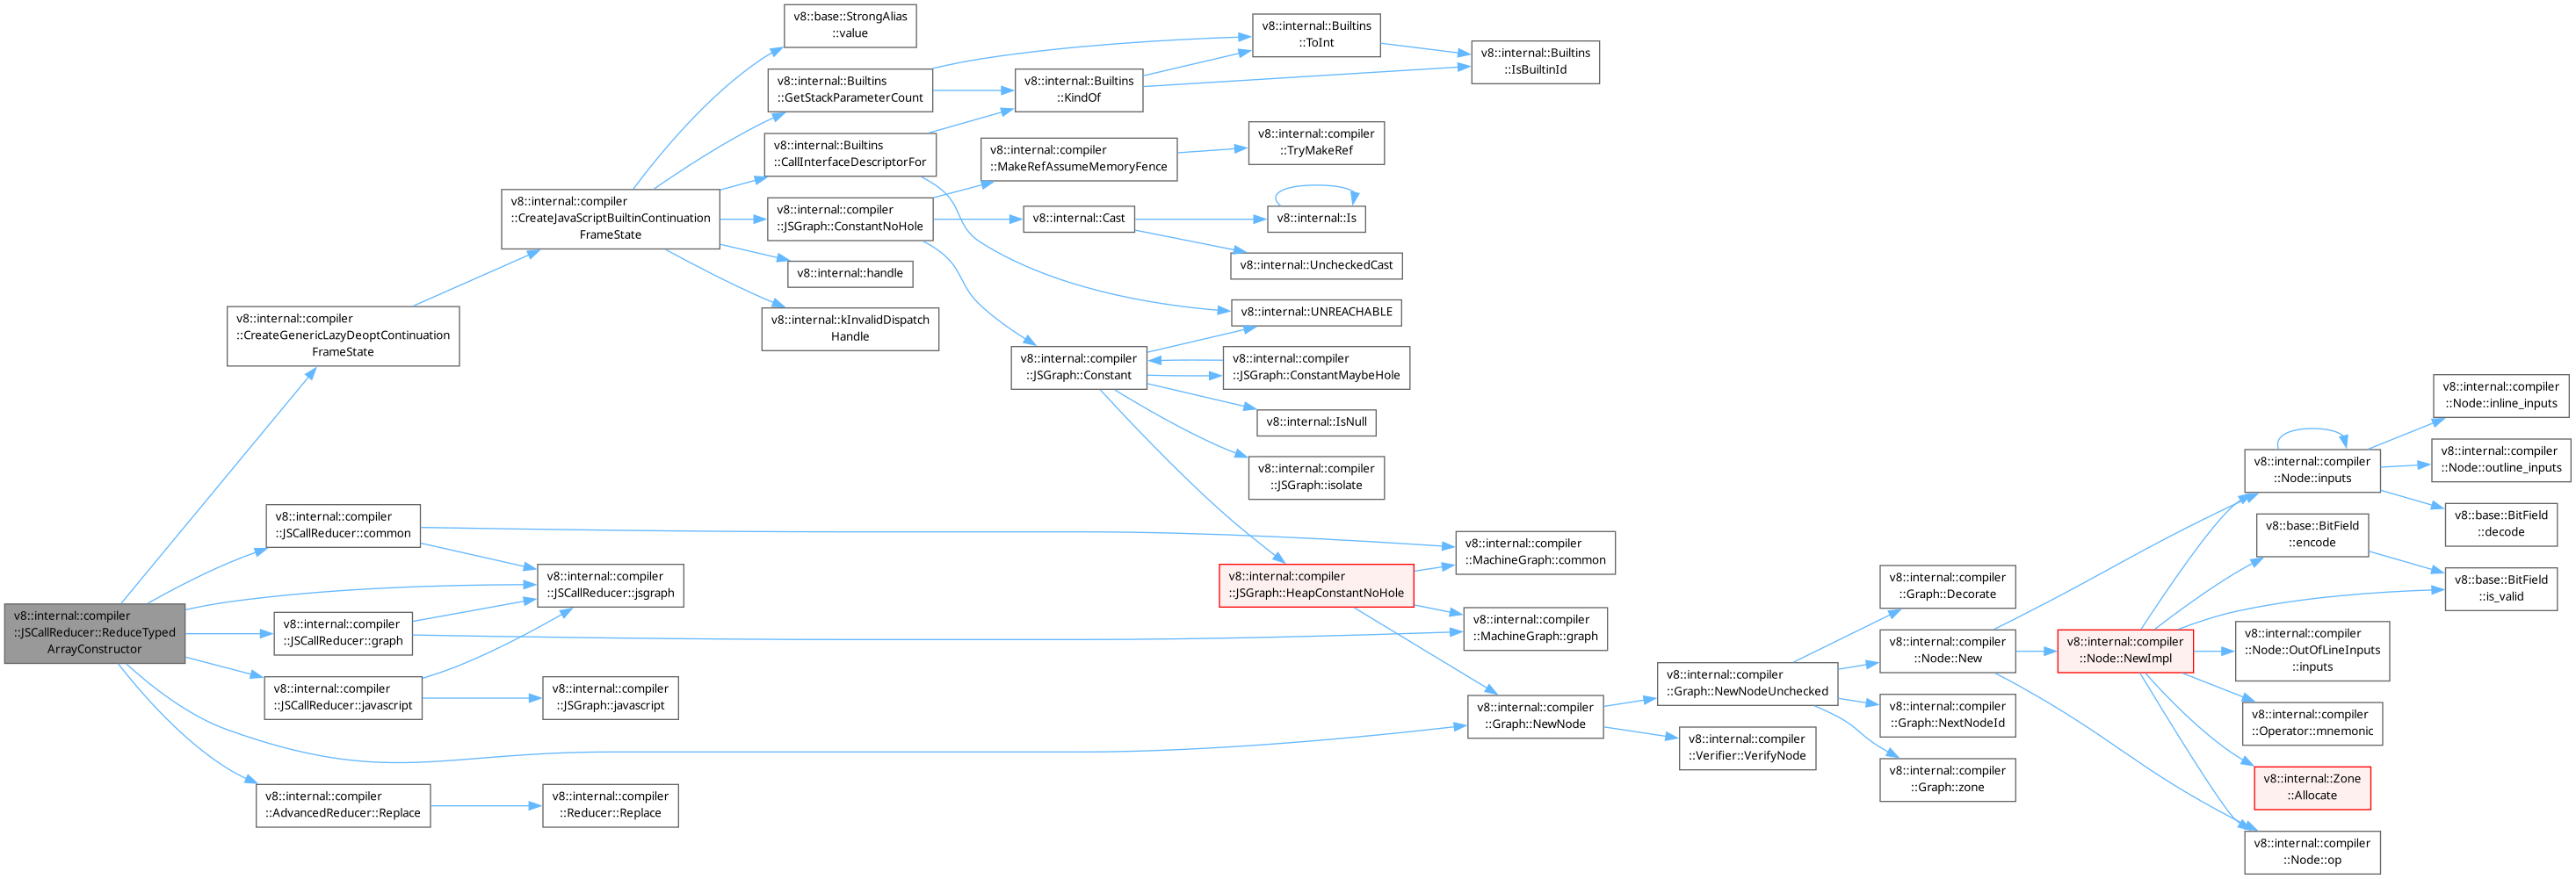 v8::internal::compiler
::JSCallReducer::ReduceTyped
ArrayConstructor
v8::internal::compiler
::CreateGenericLazyDeoptContinuation
FrameState
v8::internal::compiler
::CreateJavaScriptBuiltinContinuation
FrameState
v8::base::StrongAlias
::value
v8::internal::Builtins
::GetStackParameterCount
v8::internal::Builtins
::KindOf
v8::internal::Builtins
::ToInt
v8::internal::Builtins
::IsBuiltinId
v8::internal::Builtins
::CallInterfaceDescriptorFor
v8::internal::compiler
::JSGraph::ConstantNoHole
v8::internal::compiler
::MakeRefAssumeMemoryFence
v8::internal::compiler
::TryMakeRef
v8::internal::Cast
v8::internal::Is
v8::internal::UncheckedCast
v8::internal::handle
v8::internal::kInvalidDispatch
Handle
v8::internal::UNREACHABLE
v8::internal::compiler
::JSGraph::Constant
v8::internal::compiler
::JSGraph::ConstantMaybeHole
v8::internal::IsNull
v8::internal::compiler
::JSGraph::isolate
v8::internal::compiler
::JSGraph::HeapConstantNoHole
v8::internal::compiler
::MachineGraph::common
v8::internal::compiler
::MachineGraph::graph
v8::internal::compiler
::JSCallReducer::common
v8::internal::compiler
::JSCallReducer::jsgraph
v8::internal::compiler
::JSCallReducer::graph
v8::internal::compiler
::JSCallReducer::javascript
v8::internal::compiler
::JSGraph::javascript
v8::internal::compiler
::AdvancedReducer::Replace
v8::internal::compiler
::Reducer::Replace
v8::internal::compiler
::Graph::NewNode
v8::internal::compiler
::Graph::NewNodeUnchecked
v8::internal::compiler
::Verifier::VerifyNode
v8::internal::compiler
::Graph::Decorate
v8::internal::compiler
::Node::New
v8::internal::compiler
::Graph::NextNodeId
v8::internal::compiler
::Graph::zone
v8::internal::compiler
::Node::NewImpl
v8::internal::compiler
::Node::inputs
v8::internal::compiler
::Node::inline_inputs
v8::internal::compiler
::Node::outline_inputs
v8::base::BitField
::decode
v8::base::BitField
::encode
v8::base::BitField
::is_valid
v8::internal::compiler
::Node::OutOfLineInputs
::inputs
v8::internal::compiler
::Operator::mnemonic
v8::internal::Zone
::Allocate
v8::internal::compiler
::Node::op